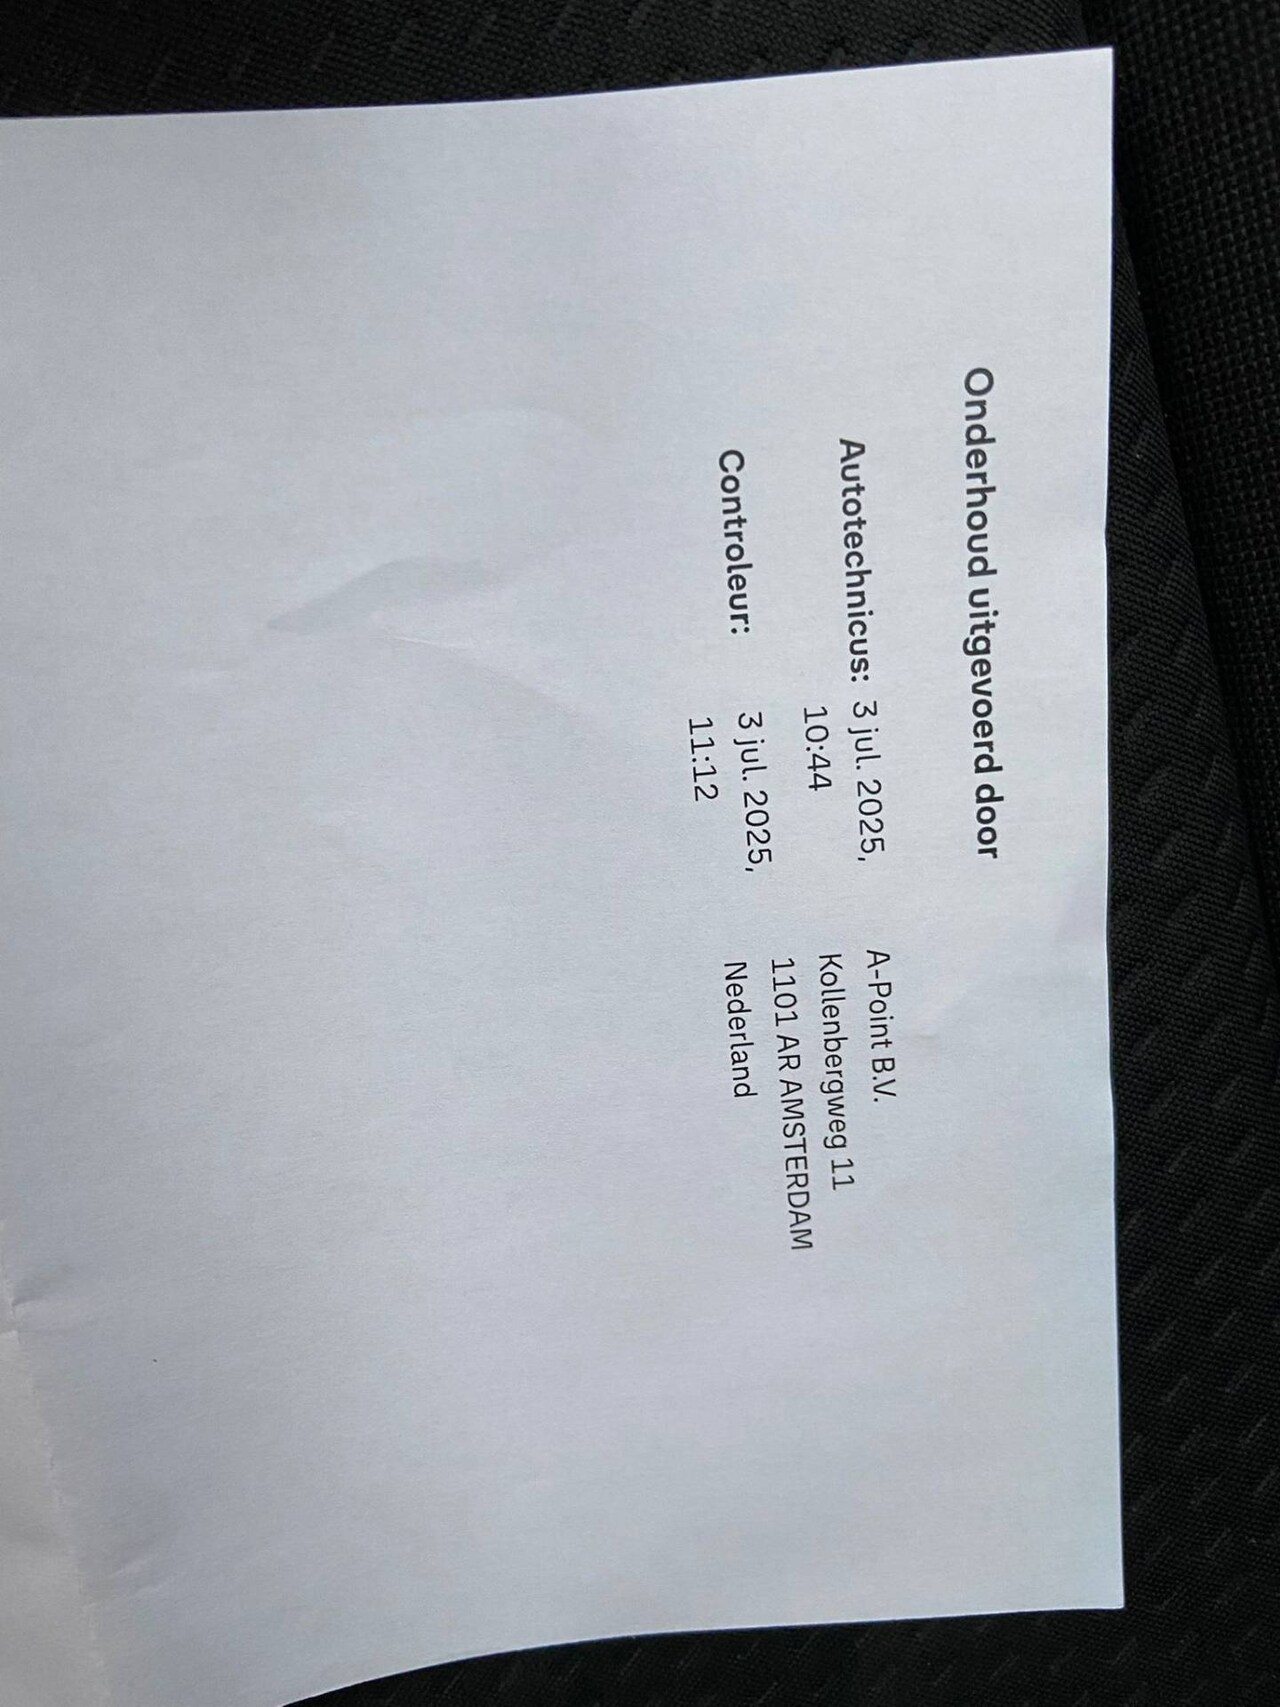 Onderhoud uitgevoerd door
Autotechnicus: 3 jul. 2025,
10:44
Controleur: 3 jul. 2025,
11:12
A-Point B.V.
Kollenbergweg 11
1101 AR AMSTERDAM
Nederland